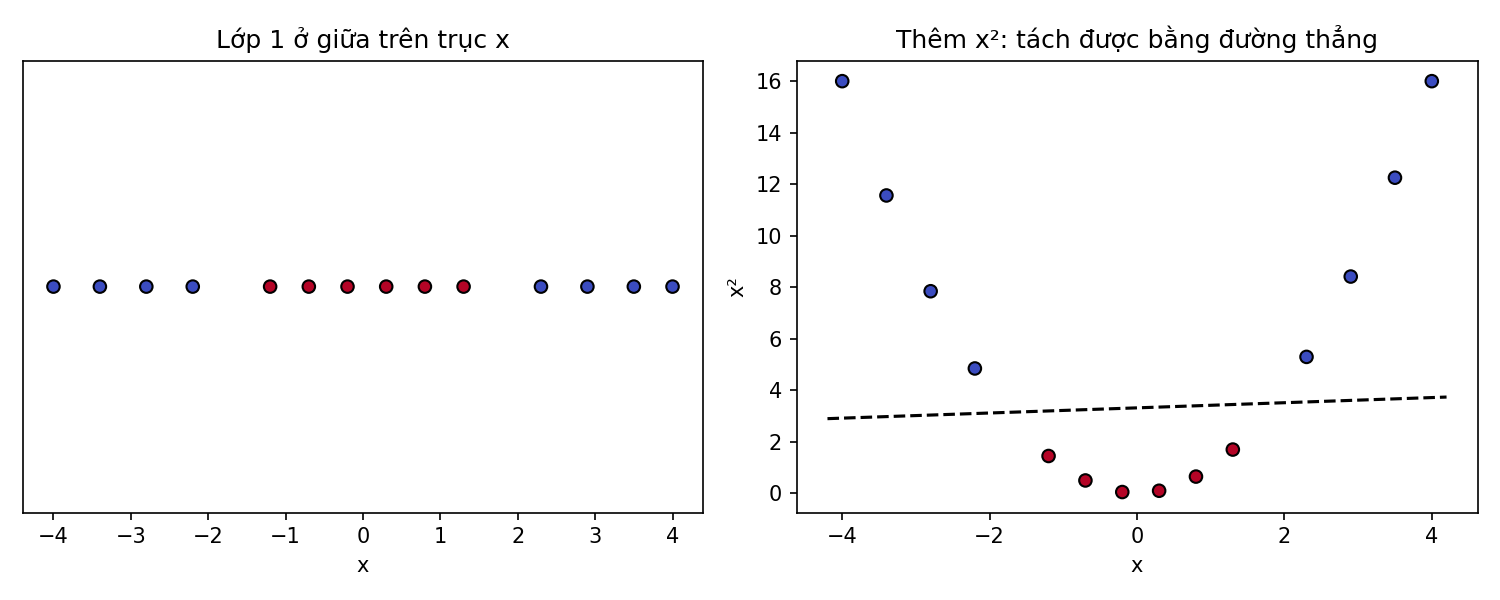 Lớp 1 ở giữa trên trục x
−4 −3 −2 −1 0 1 2 3 4
x
Thêm x²: tách được bằng đường thẳng
16
14
12
10
8
6
4
2
0
x²
−4 −2 0 2 4
x